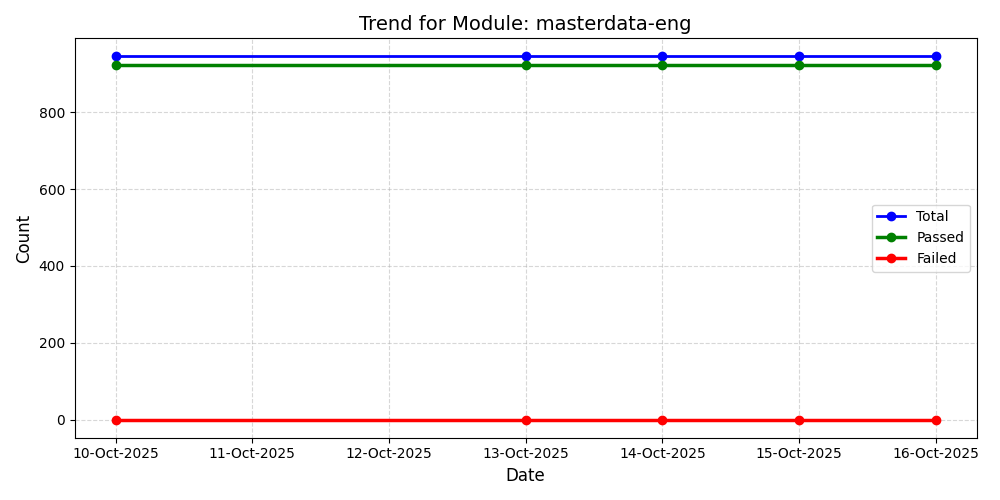 Trend for Module: masterdata-eng
Count
800
600
400
200
0
Total
Passed
Failed
10-Oct-2025 11-Oct-2025 12-Oct-2025 13-Oct-2025 14-Oct-2025 15-Oct-2025 16-Oct-2025
Date